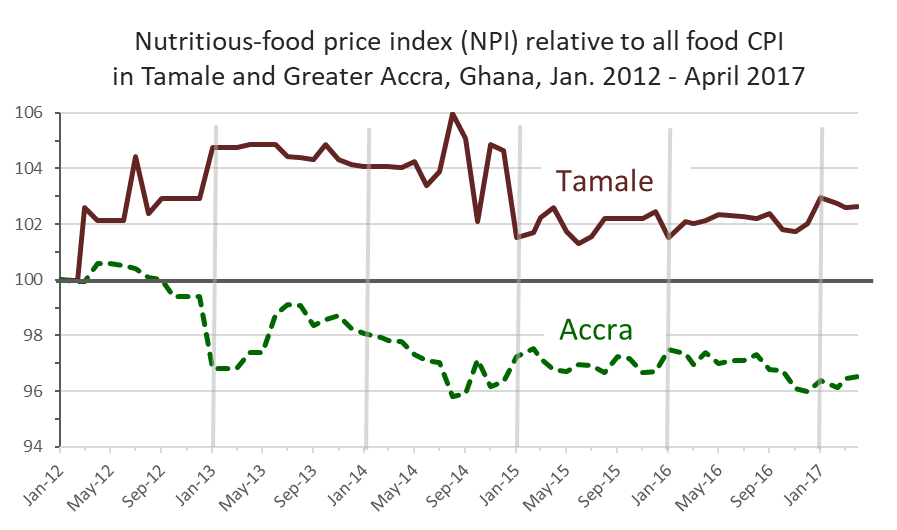 Nutritious-food price index (NPI) relative to all food CPI
in Tamale and Greater Accra, Ghana, Jan. 2012 - April 2017
106
104
102
100
98
96
94
Tamale
Accra
Jan-12
May-12
Sep-12
Jan-13
May-13
Sep-13
Jan-14
May-14
Sep-14
Jan-15
May-15
Sep-15
Jan-16
May-16
Sep-16
Jan-17